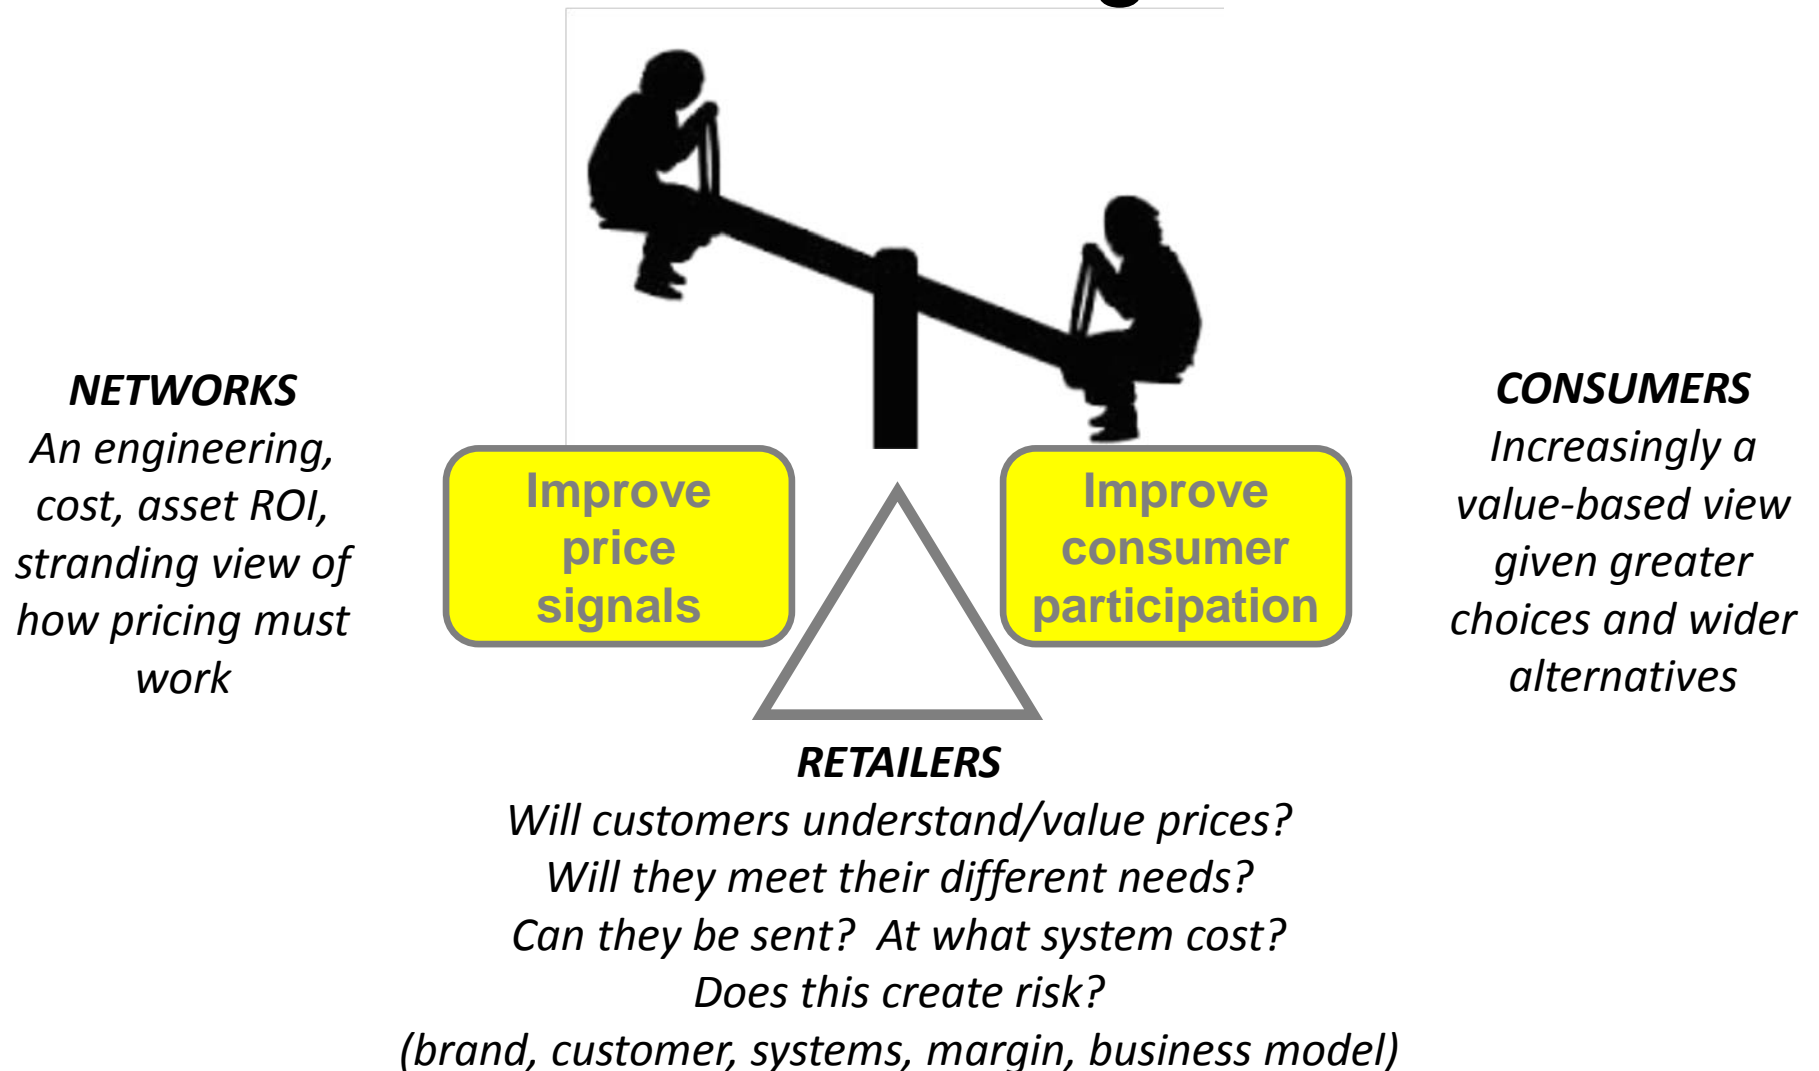 NETWORKS
An engineering,
cost, asset ROI,
stranding view of
how pricing must
work
Improve
price
signals
Improve
consumer
participation
CONSUMERS
Increasingly a
value-based view
given greater
choices and wider
alternatives
RETAILERS
Will customers understand/value prices?
Will they meet their different needs?
Can they be sent?  At what system cost?
Does this create risk?
(brand, customer, systems, margin, business model)